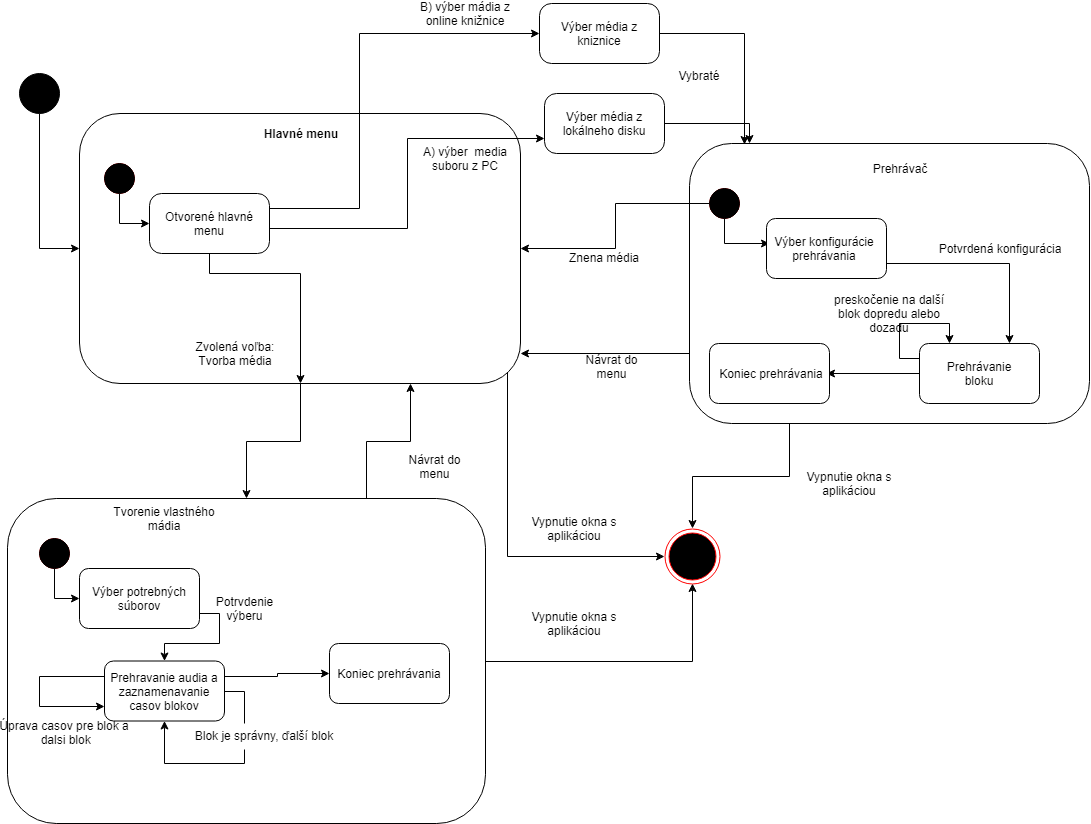 B) výber mádia z
online knižnice
Výber média z
kniznice
Vybraté
Výber média z
lokálneho disku
Hlavné menu
A) výber media
suboru z PC
Otvorené hlavné
menu
Zvolená voľba:
Tvorba média
Prehrávač
Výber konfigurácie
prehrávania
Znena média
Potvrdená konfigurácia
preskočenie na další
blok dopredu alebo
dozadu
Návrat do
menu
Koniec prehrávania
Prehrávanie
bloku
Návrat do
menu
Vypnutie okna s
aplikáciou
Tvorenie vlastného
mádia
Vypnutie okna s
aplikáciou
Výber potrebných
súborov
Potrvdenie
výberu
Vypnutie okna s
aplikáciou
Prehravanie audia a
zaznamenavanie
casov blokov
Koniec prehrávania
Úprava casov pre blok a
dalsi blok
Blok je správny, ďalší blok